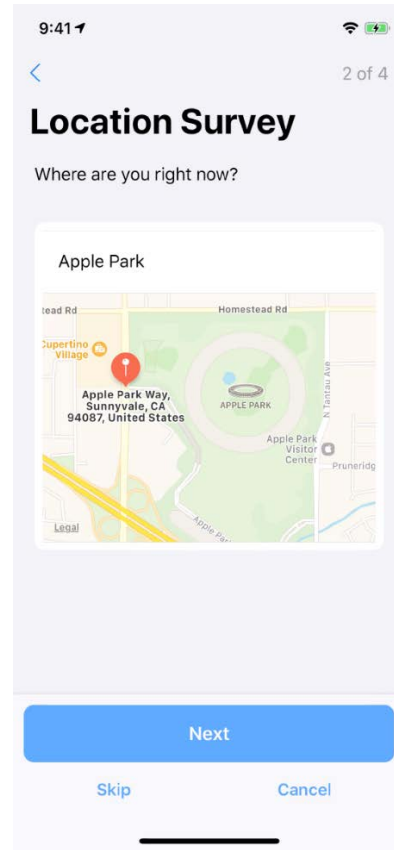 9:41
2 of 4
Location Survey
Where are you right now?
Apple Park
tead Rd
Homestead Rd
Cupertino
Village
N Tantau Ave
Apple Park Way,
Sunnyvale, CA
94087, United States
APPLE PARK
Apple Park
Visitor
Center
Pruneridg
Legal
Apple Pa
Next
Skip
Cancel